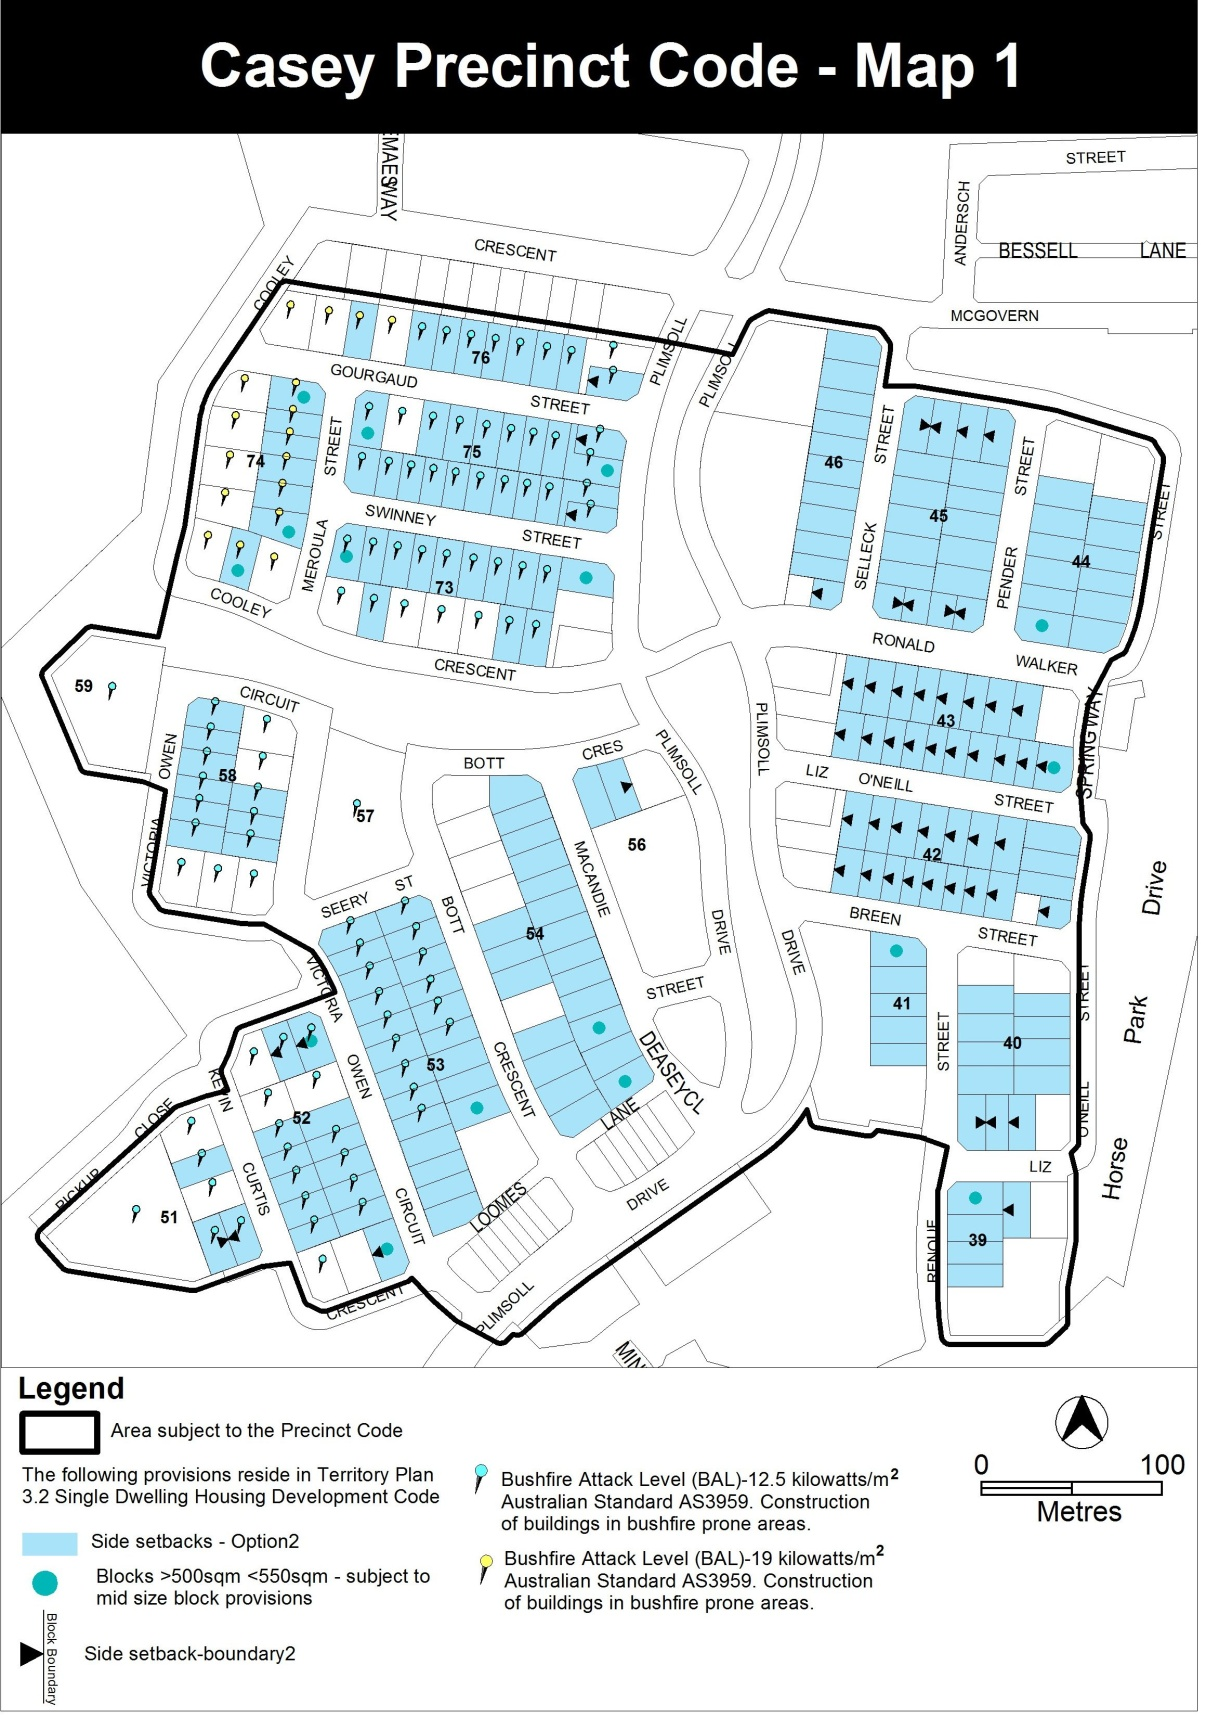 Casey Precinct Code - Map 1
EMAESWAY
STREET
ANDERSCH
BESSELL LANE
CRESCENT
COOLEY
MCGOVERN
PLIMSOLL
PLIMSOLL
76
GOURGAUD
STREET
STREET
STREET
STREET
STREET
74
75
46
45
44
SWINNEY
STREET
MEROULA
SELLECK
PENDER
73
COOLEY
CRESCENT
RONALD
WALKER
59
CIRCUIT
OWEN
58
VICTORIA
57
BOTT
CRES
PLIMSOLL
PLIMSOLL
43
SPRING WAY
LIZ
O'NEILL
STREET
56
42
MACANDIE
SEERY
ST
BOTT
54
DRIVE
DRIVE
BREEN
STREET
Horse Park Drive
VICTORIA
OWEN
STREET
41
STREET
40
STREET
O'NEILL
53
CRESCENT
DEASEYCL
LANE
KEVIN
52
CLOSE
PICKUP
51
CURTIS
CIRCUIT
LOOMES
DRIVE
CRESCENT
PLIMSOLL
LIZ
RENOUF
39
MIN
Legend
Area subject to the Precinct Code
The following provisions reside in Territory Plan
3.2 Single Dwelling Housing Development Code
Side setbacks - Option2
Blocks >500sqm <550sqm - subject to
mid size block provisions
Block Boundary
Side setback-boundary2
Bushfire Attack Level (BAL)-12.5 kilowatts/m²
Australian Standard AS3959. Construction
of buildings in bushfire prone areas.
Bushfire Attack Level (BAL)-19 kilowatts/m²
Australian Standard AS3959. Construction
of buildings in bushfire prone areas.
0 100
Metres